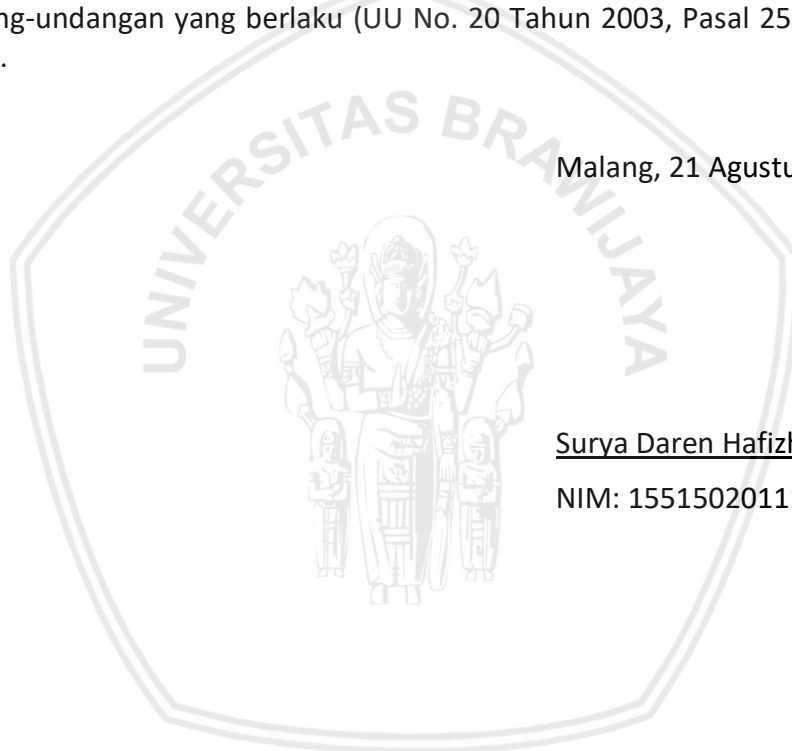 ng-undangan yang berlaku (UU No. 20 Tahun 2003, Pasal 25
.
UNIVERSITAS BRAWIJAYA
Malang, 21 Agustu
Surya Daren Hafizh
NIM: 15515020111